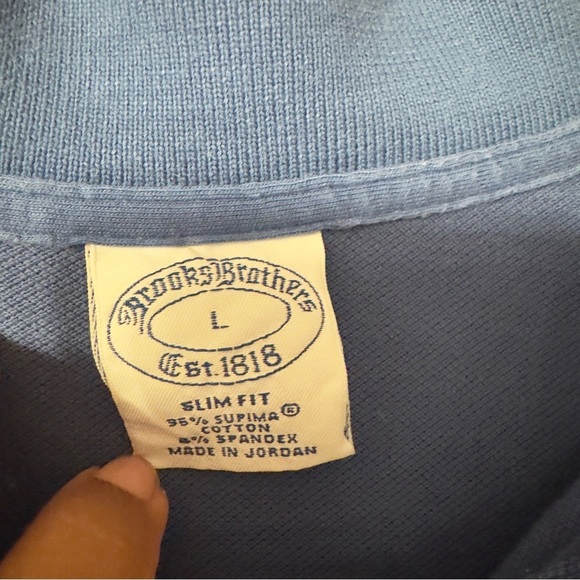 Brooks Brothers
L
Est. 1818
SLIM FIT
95% SUPIMA®
COTTON
5% SPANDEX
MADE IN JORDAN